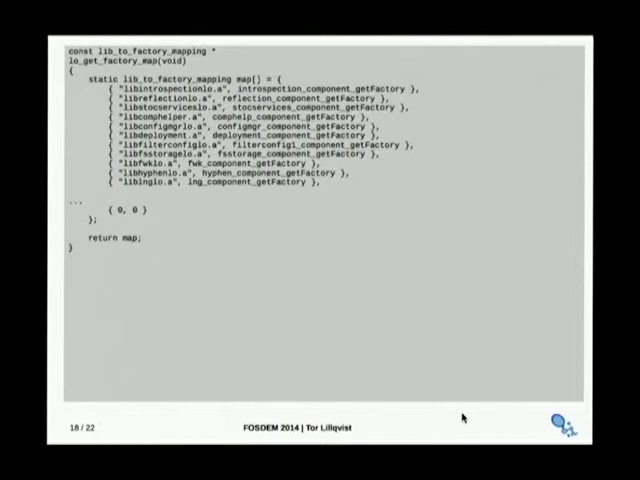 const lib_to_factory_mapping *
lo_get_factory_map(void)
{
static lib_to_factory_mapping map[] = {
{ "libintrospectionlo.a", introspection_component_getFactory },
{ "libreflectionlo.a", reflection_component_getFactory },
{ "libstocserviceslo.a", stocservices_component_getFactory },
{ "libcomphelper.a", comphelp_component_getFactory },
{ "libconfigmgrlo.a", configmgr_component_getFactory },
{ "libdeployment.a", deployment_component_getFactory },
{ "libfilterconfiglo.a", filterconfig1_component_getFactory },
{ "libfsstoragelo.a", fsstorage_component_getFactory },
{ "libfwklo.a", fwk_component_getFactory },
{ "libhyphenlo.a", hyphen_component_getFactory },
{ "liblnglo.a", lng_component_getFactory },
...
{ 0, 0 }
};
return map;
}
18 / 22
FOSDEM 2014 | Tor Lillqvist